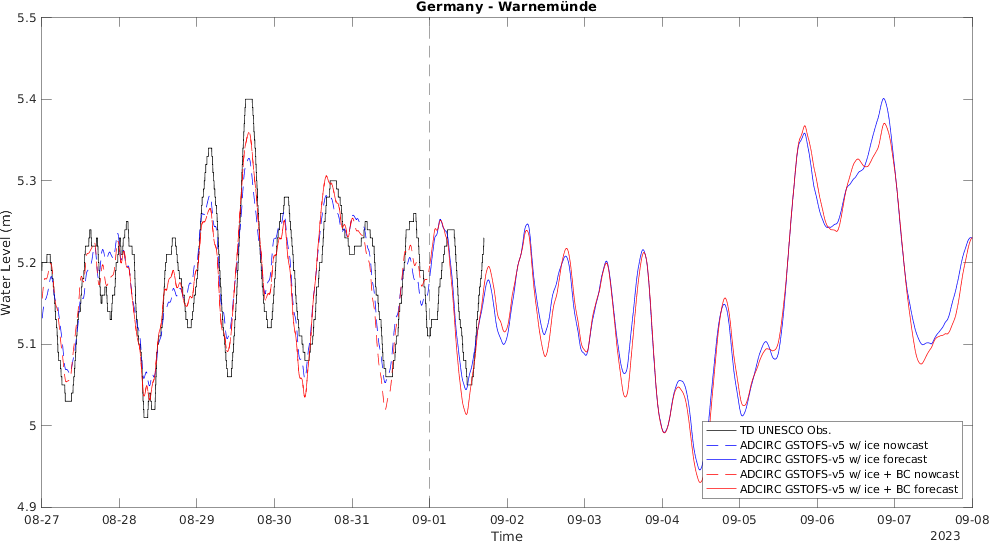 Germany - Warnemünde
5.5
5.4
5.3
5.2
5.1
5
4.9
Water Level (m)
08-27 08-28 08-29 08-30 08-31 09-01 09-02 09-03 09-04 09-05 09-06 09-07 09-08
Time
2023
TD UNESCO Obs.
ADCIRC GSTOFS-v5 w/ ice nowcast
ADCIRC GSTOFS-v5 w/ ice forecast
ADCIRC GSTOFS-v5 w/ ice + BC nowcast
ADCIRC GSTOFS-v5 w/ ice + BC forecast